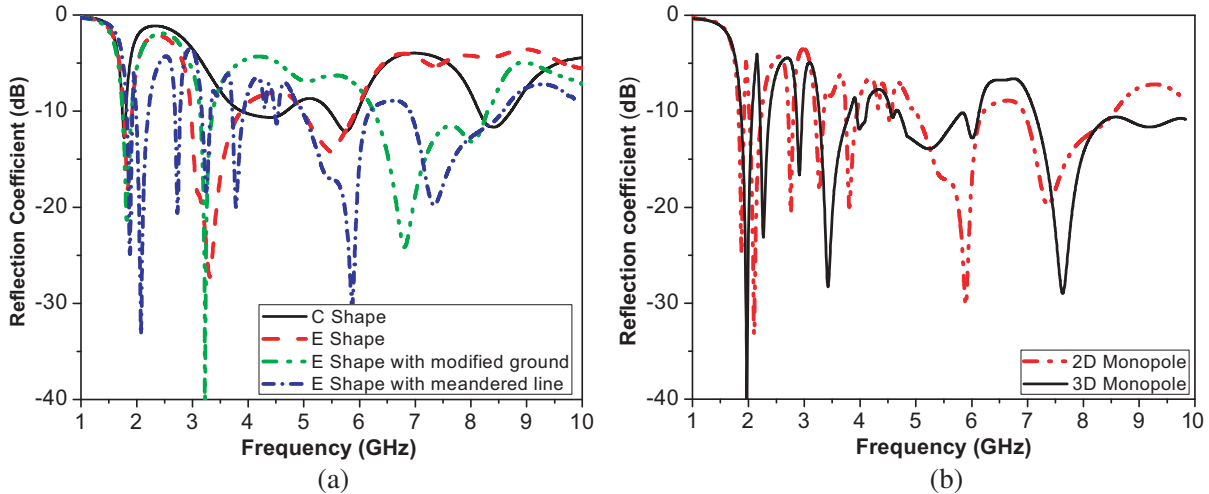 0
-10
-20
-30
-40
Reflection Coefficient (dB)
C Shape
E Shape
E Shape with modified ground
E Shape with meandered line
1 2 3 4 5 6 7 8 9 10
Frequency (GHz)
(a)
0
-10
-20
-30
-40
Reflection coefficient (dB)
2D Monopole
3D Monopole
1 2 3 4 5 6 7 8 9 10
Frequency (GHz)
(b)